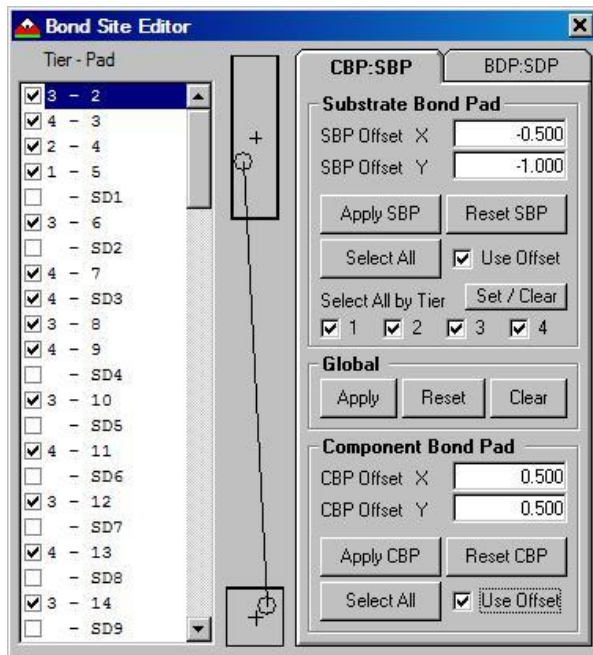 Bond Site Editor
Tier - Pad
3 - 2
4 - 3
2 - 4
1 - 5
- SD1
3 - 6
- SD2
4 - 7
4 - SD3
3 - 8
4 - 9
- SD4
3 - 10
- SD5
4 - 11
- SD6
3 - 12
- SD7
4 - 13
- SD8
3 - 14
- SD9
CBP:SBP
BDP:SDP
Substrate Bond Pad
SBP Offset X -0.500
SBP Offset Y -1.000
Apply SBP Reset SBP
Select All Use Offset
Select All by Tier Set / Clear
1 2 3 4
Global
Apply Reset Clear
Component Bond Pad
CBP Offset X 0.500
CBP Offset Y 0.500
Apply CBP Reset CBP
Select All Use Offset